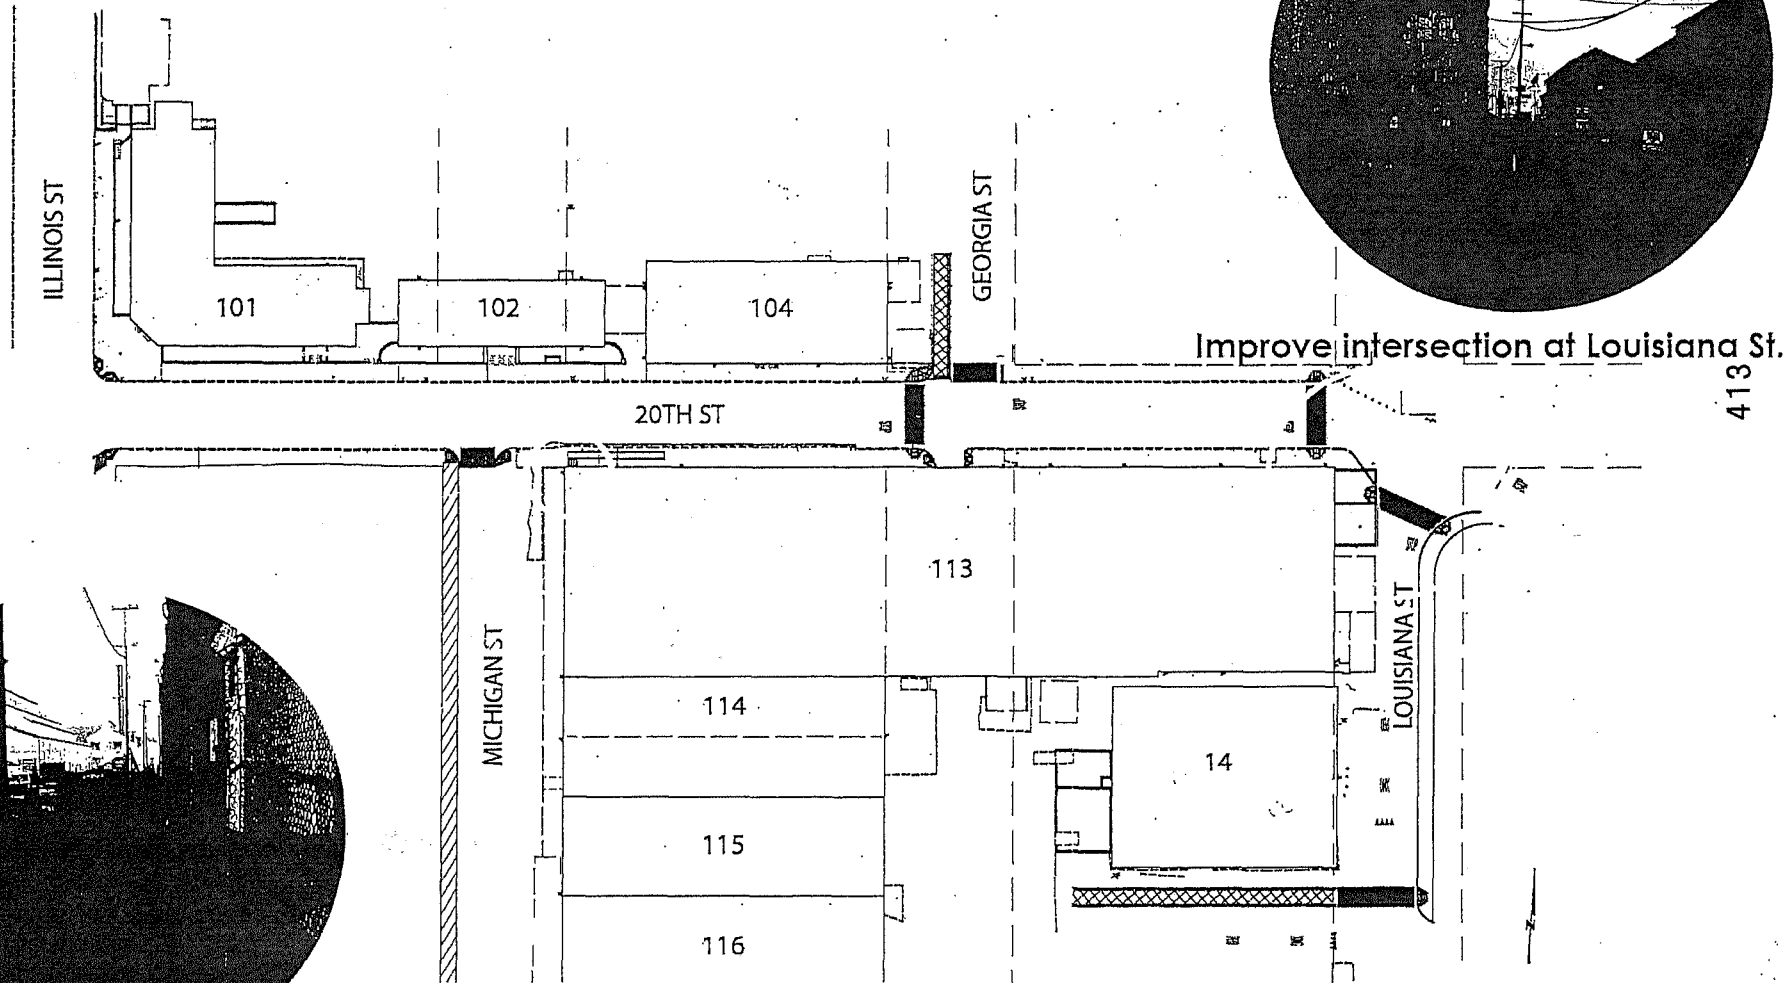 ILLINOIS ST
GEORGIA ST
101
102
104
Improve intersection at Louisiana St.
413
20TH ST
113
MICHIGAN ST
LOUISIANA ST
114
14
115
116
N